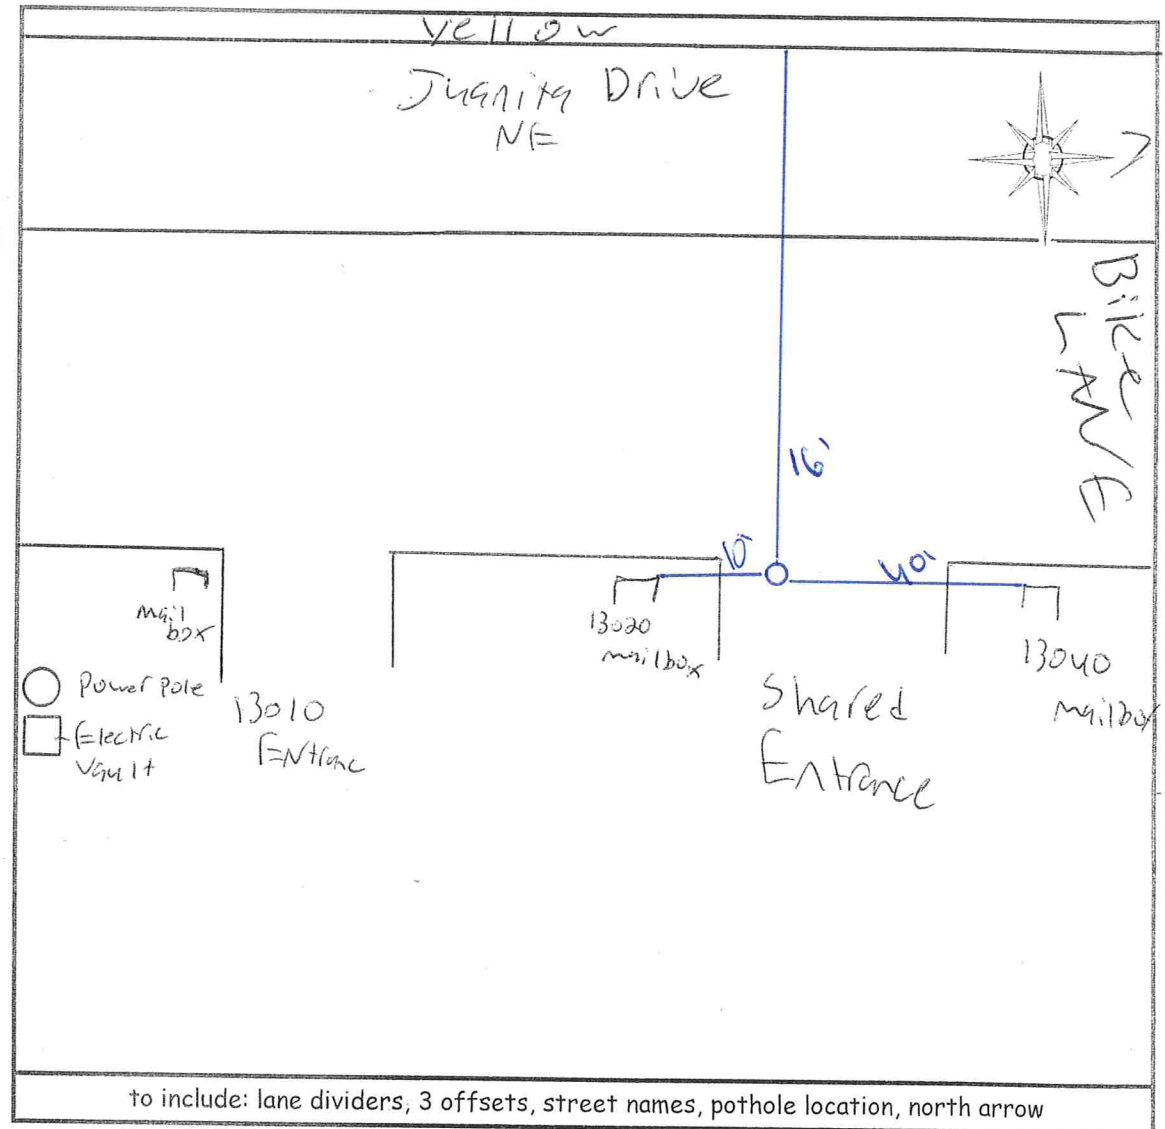 Yellow
Juanita Drive
NE
Bike
LANE
16'
10'
40'
mail
box
13020
mailbox
13040
mailbox
Power Pole
Electric
Vault
13010
ENtranc
Shared
Entrance
to include: lane dividers, 3 offsets, street names, pothole location, north arrow